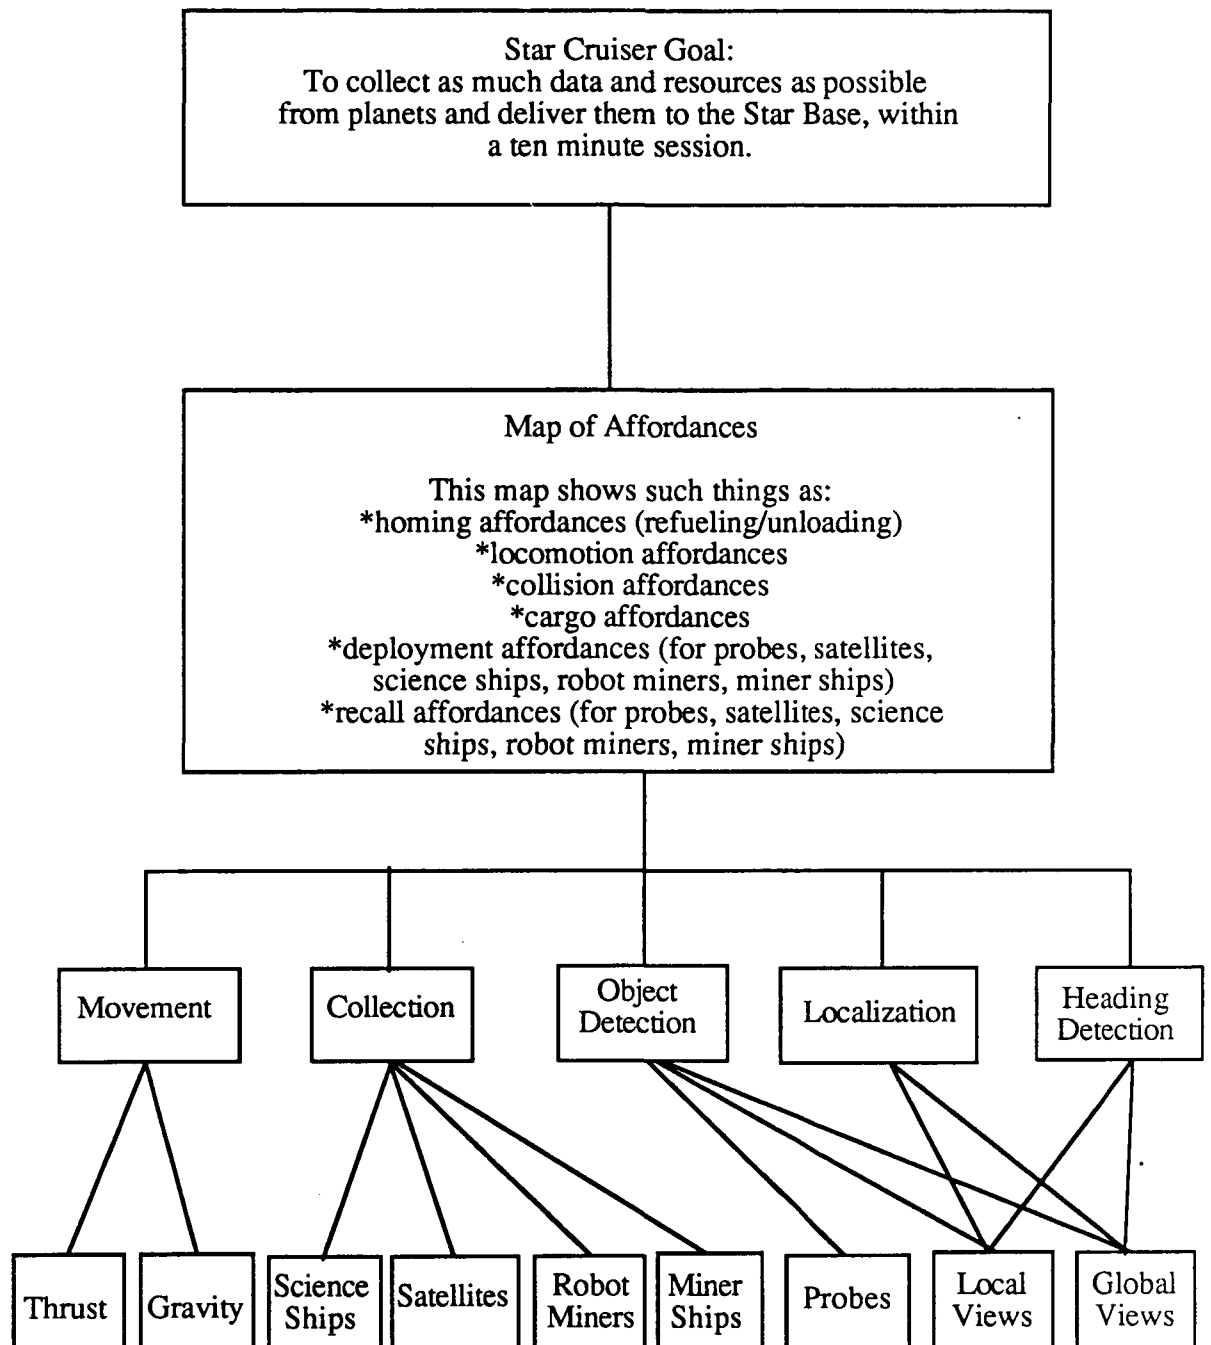 Star Cruiser Goal:
To collect as much data and resources as possible
from planets and deliver them to the Star Base, within
a ten minute session.
Map of Affordances
This map shows such things as:
*homing affordances (refueling/unloading)
*locomotion affordances
*collision affordances
*cargo affordances
*deployment affordances (for probes, satellites,
science ships, robot miners, miner ships)
*recall affordances (for probes, satellites, science
ships, robot miners, miner ships)
Movement
Collection
Object
Detection
Localization
Heading
Detection
Thrust
Gravity
Science
Ships
Satellites
Robot
Miners
Miner
Ships
Probes
Local
Views
Global
Views